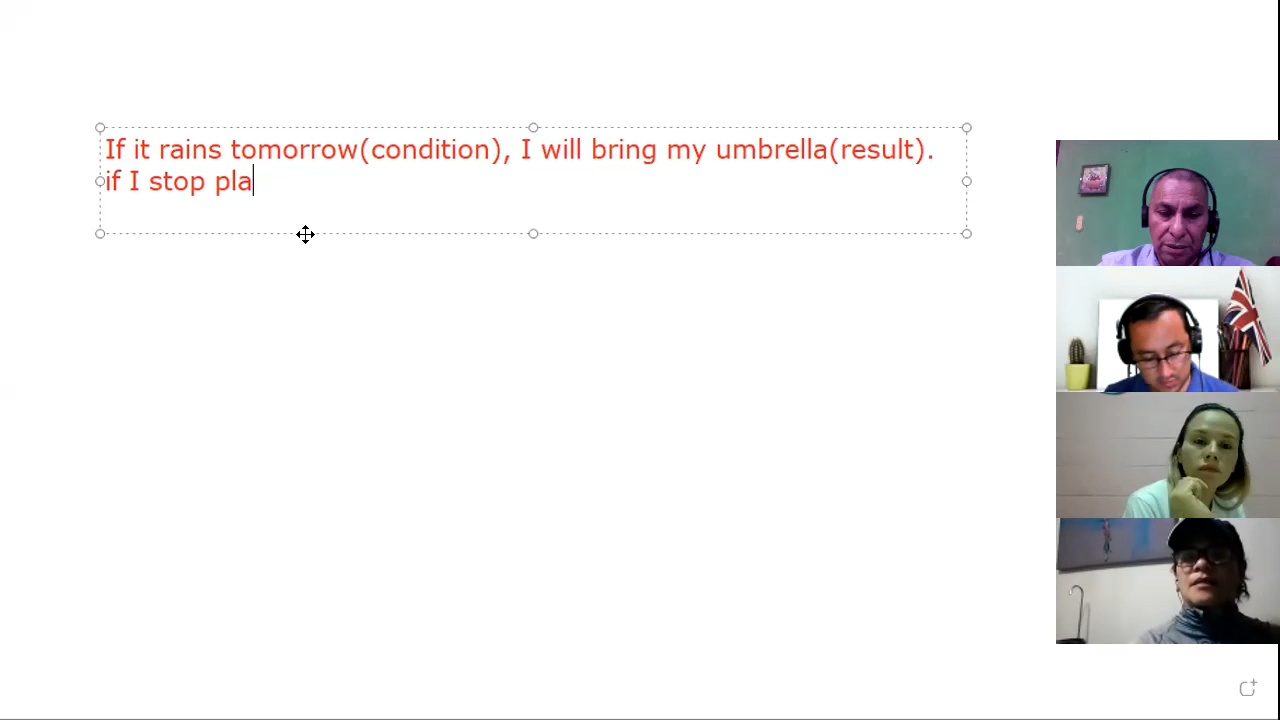 If it rains tomorrow(condition), I will bring my umbrella(result).
if I stop pla